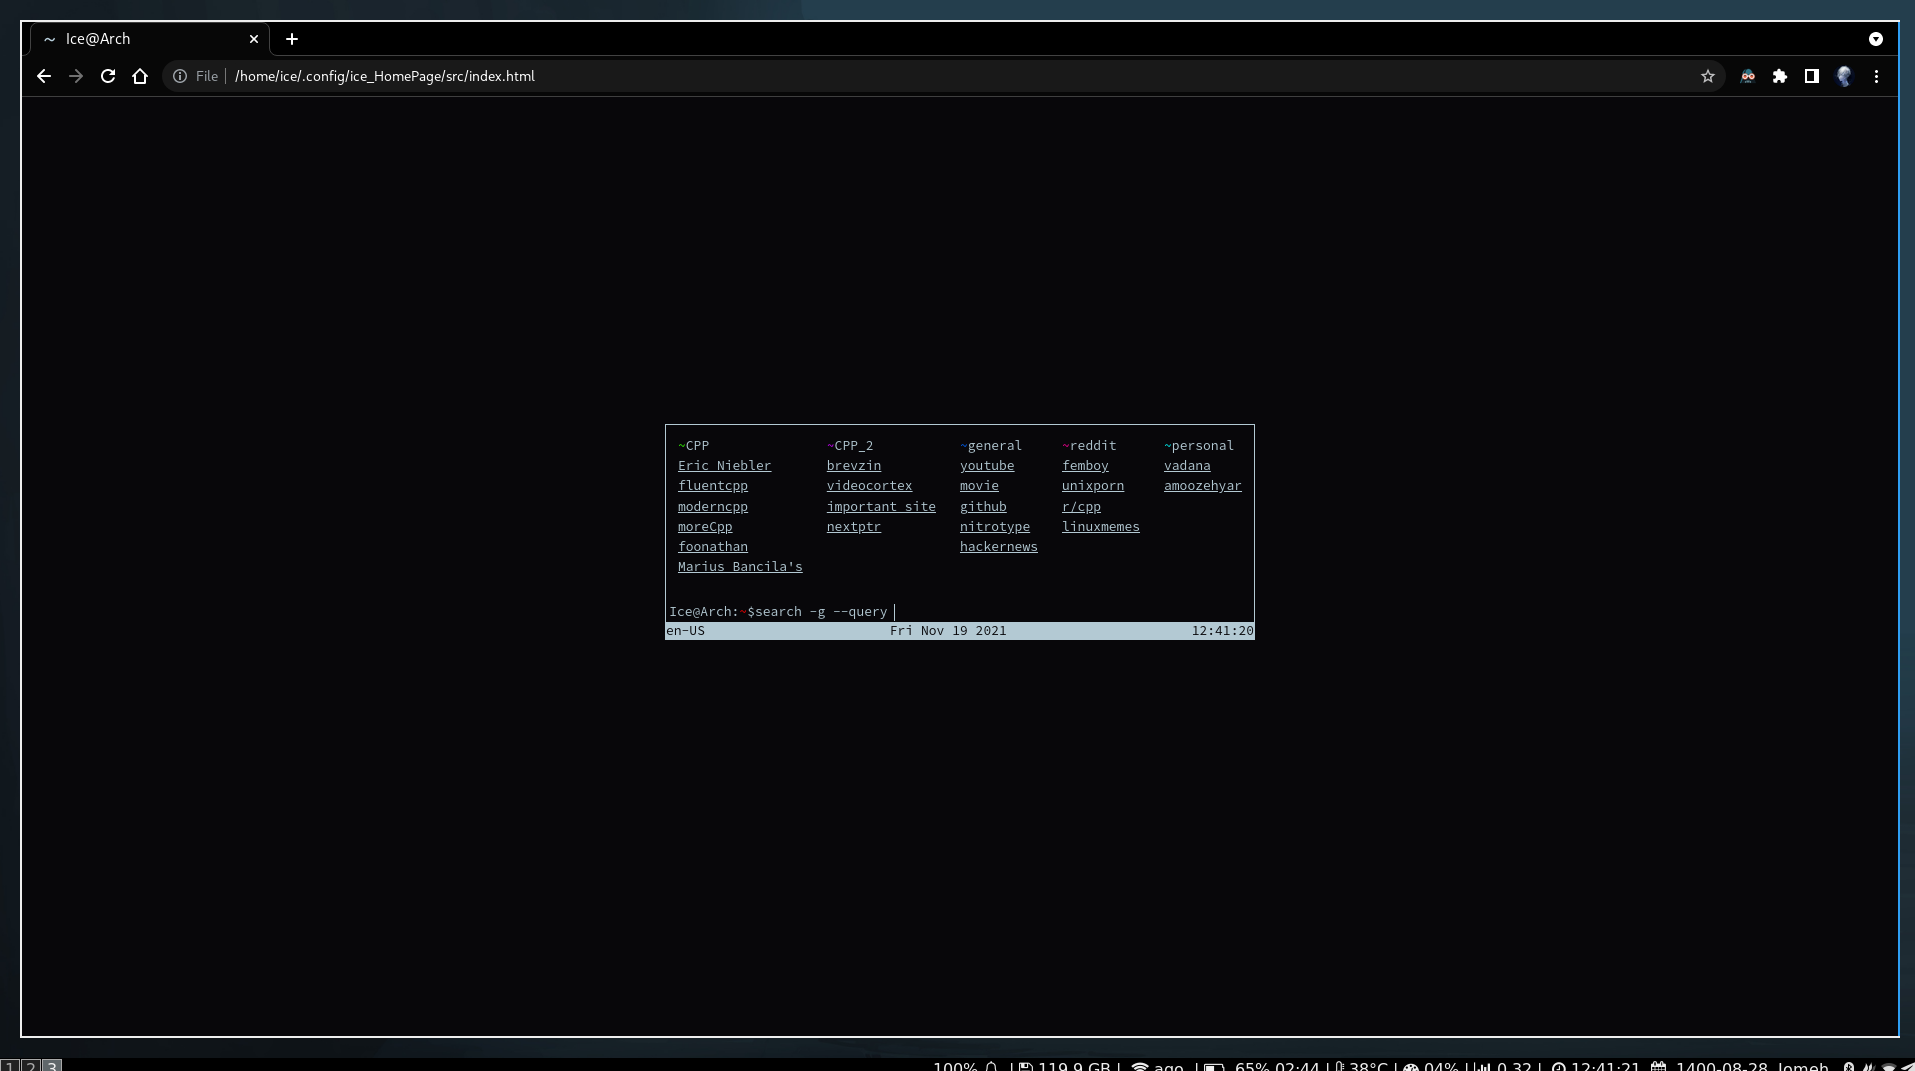 ~ Ice@Arch
File | /home/ice/.config/ice_HomePage/src/index.html
~CPP ~CPP_2 ~general ~reddit ~personal
Eric Niebler brevzin youtube femboy vadana
fluentcpp videocortex movie unixporn amoozehyar
moderncpp important site github r/cpp
moreCpp nextptr nitrotype linuxmemes
foonathan hackernews
Marius Bancila's
Ice@Arch:~$search -g --query
en-US Fri Nov 19 2021 12:41:20
1 2 3 100% | 119.9 GB | ago | 65% 02:44 | 38°C | 04% | 0.32 | 12:41:21 1400-08-28 Jomeh